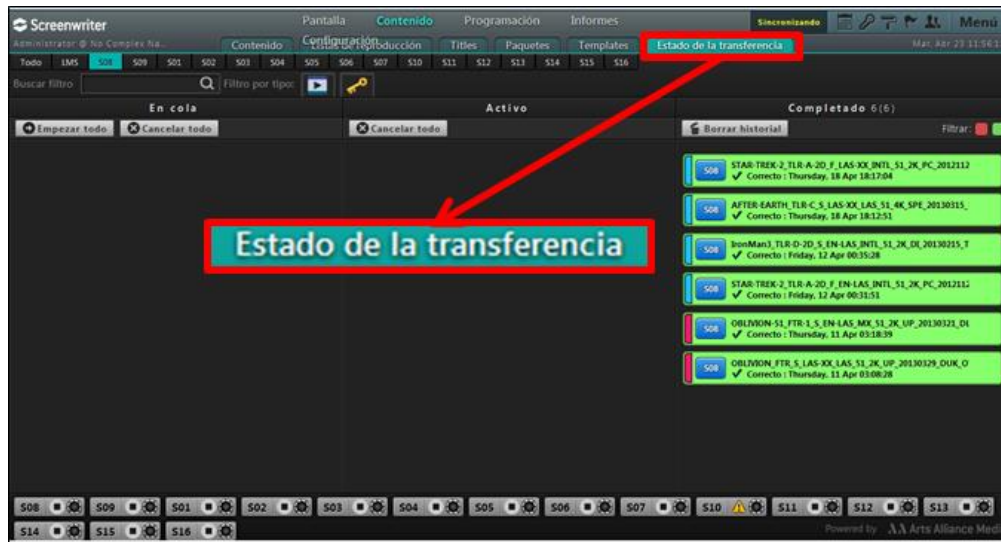 Screenwriter Pantalla Contenido Programación Informes Sincronizando Menú
Administrator @ No Complex Na... Contenido Configuración Lista de reproducción Titles Paquetes Templates Estado de la transferencia Mar, Abr 23 11:56:1
Todo LMS S08 S09 S01 S02 S03 S04 S05 S06 S07 S10 S11 S12 S13 S14 S15 S16
Buscar filtro Filtro por tipo:
En cola Activo Completado 6(6)
Empezar todo Cancelar todo Cancelar todo Borrar historial Filtrar:
S08 STAR-TREK-2_TLR-A-2D_F_LAS-XX_INTL_51_2K_PC_2012112
Correcto : Thursday, 18 Apr 18:17:04
S08 AFTER-EARTH_TLR-C_S_LAS-XX_LAS_51_4K_SPE_20130315_
Correcto : Thursday, 18 Apr 18:12:51
Estado de la transferencia
S08 IronMan3_TLR-D-2D_S_EN-LAS_INTL_51_2K_DI_20130215_T
Correcto : Friday, 12 Apr 00:35:28
S08 STAR-TREK-2_TLR-A-2D_F_EN-LAS_INTL_51_2K_PC_2012112
Correcto : Friday, 12 Apr 00:31:51
S08 OBLIVION-51_FTR-1_S_EN-LAS_MX_51_2K_UP_20130321_DL
Correcto : Thursday, 11 Apr 03:18:39
S08 OBLIVION_FTR_S_LAS-XX_LAS_51_2K_UP_20130329_DUK_O
Correcto : Thursday, 11 Apr 03:08:28
S08 S09 S01 S02 S03 S04 S05 S06 S07 S10 S11 S12 S13
S14 S15 S16 Powered by Arts Alliance Medi